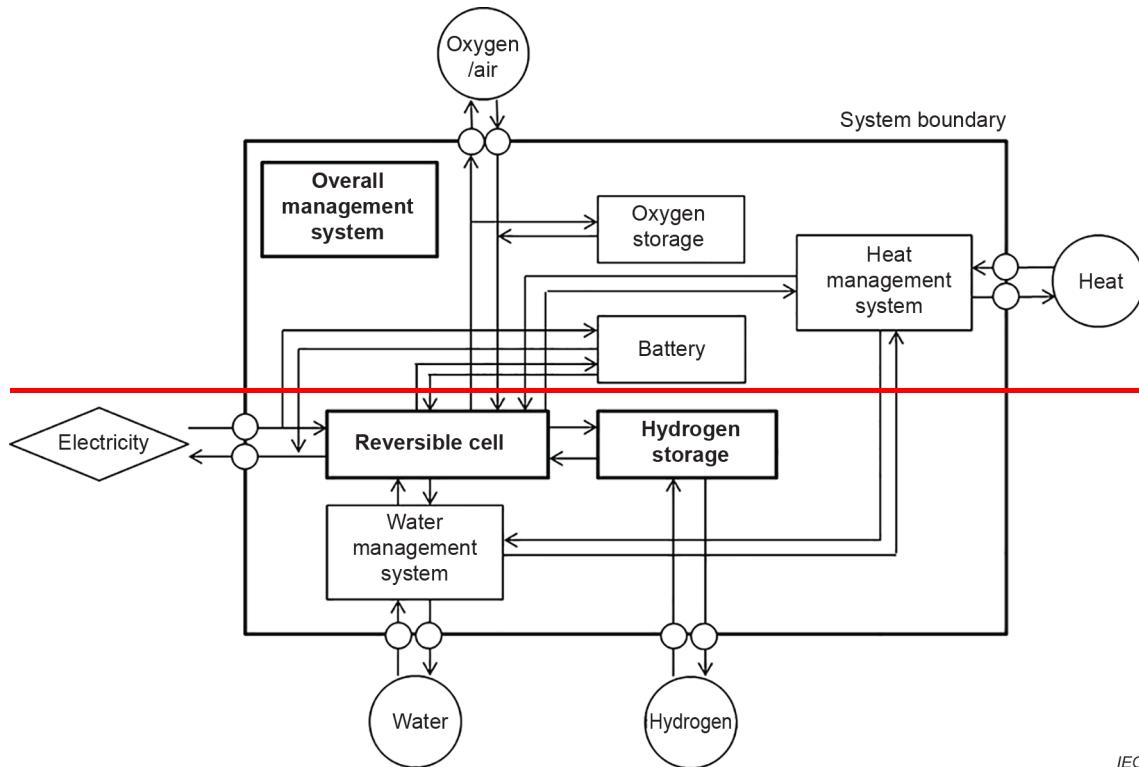 Oxygen
/air
System boundary
Overall
management
system
Oxygen
storage
Heat
management
system
Heat
Battery
Electricity
Reversible cell
Hydrogen
storage
Water
management
system
Water
Hydrogen
IEC